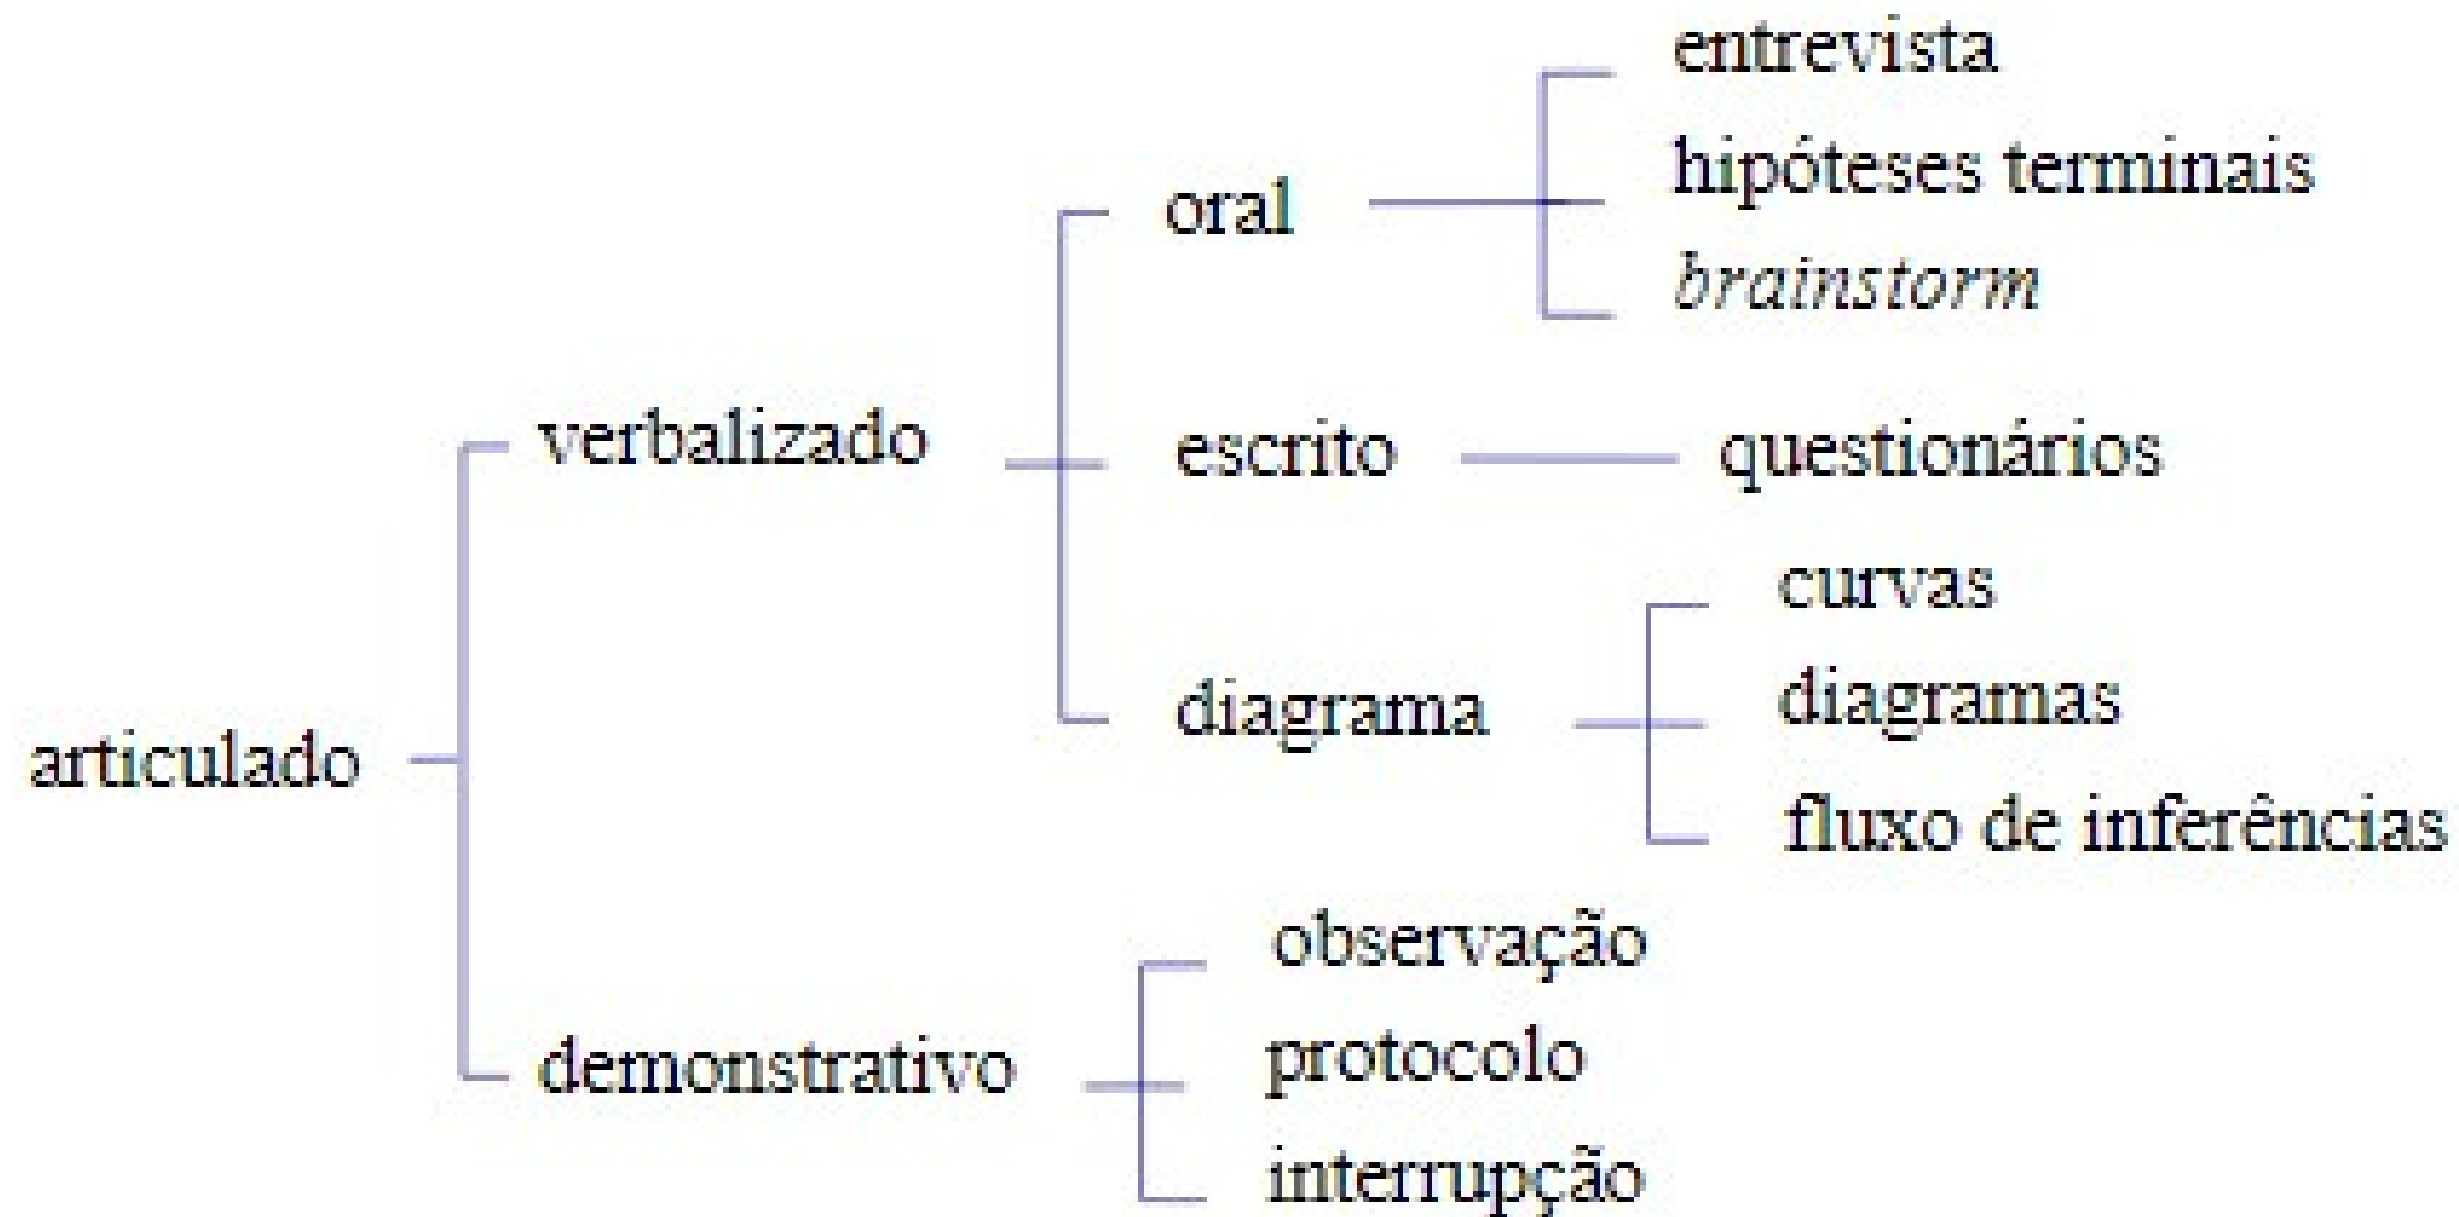 entrevista
hipóteses terminais
oral
brainstorm
verbalizado
escrito
questionários
curvas
diagrama
diagramas
articulado
fluxo de inferências
observação
demonstrativo
protocolo
interrupção